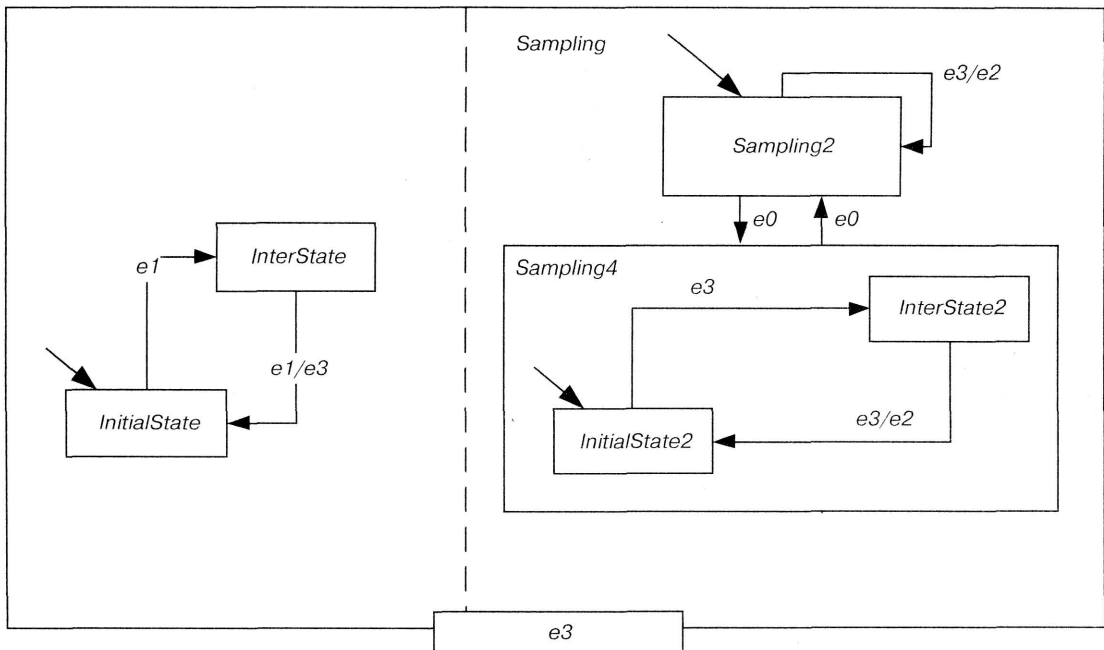 Sampling
e3/e2
Sampling2
e0
e0
InterState
e1
e1/e3
InitialState
Sampling4
e3
InterState2
e3/e2
InitialState2
e3